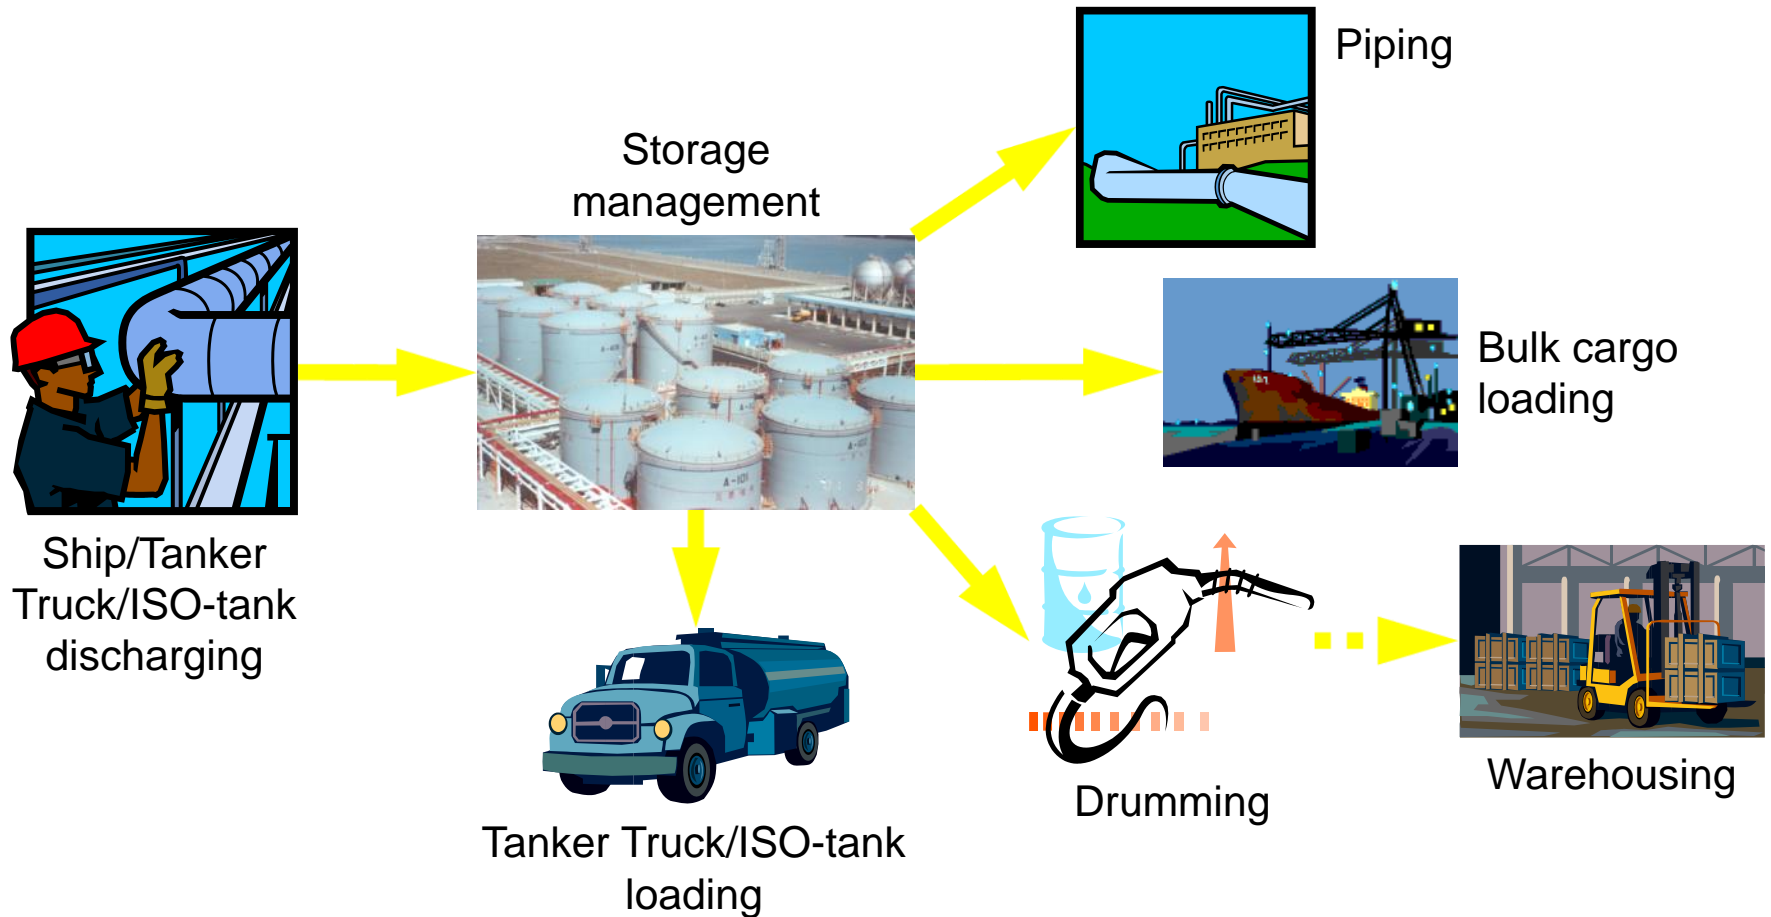 Piping
Storage
management
Bulk cargo
loading
Ship/Tanker
Truck/ISO-tank
discharging
A-101
Drumming
Warehousing
Tanker Truck/ISO-tank
loading